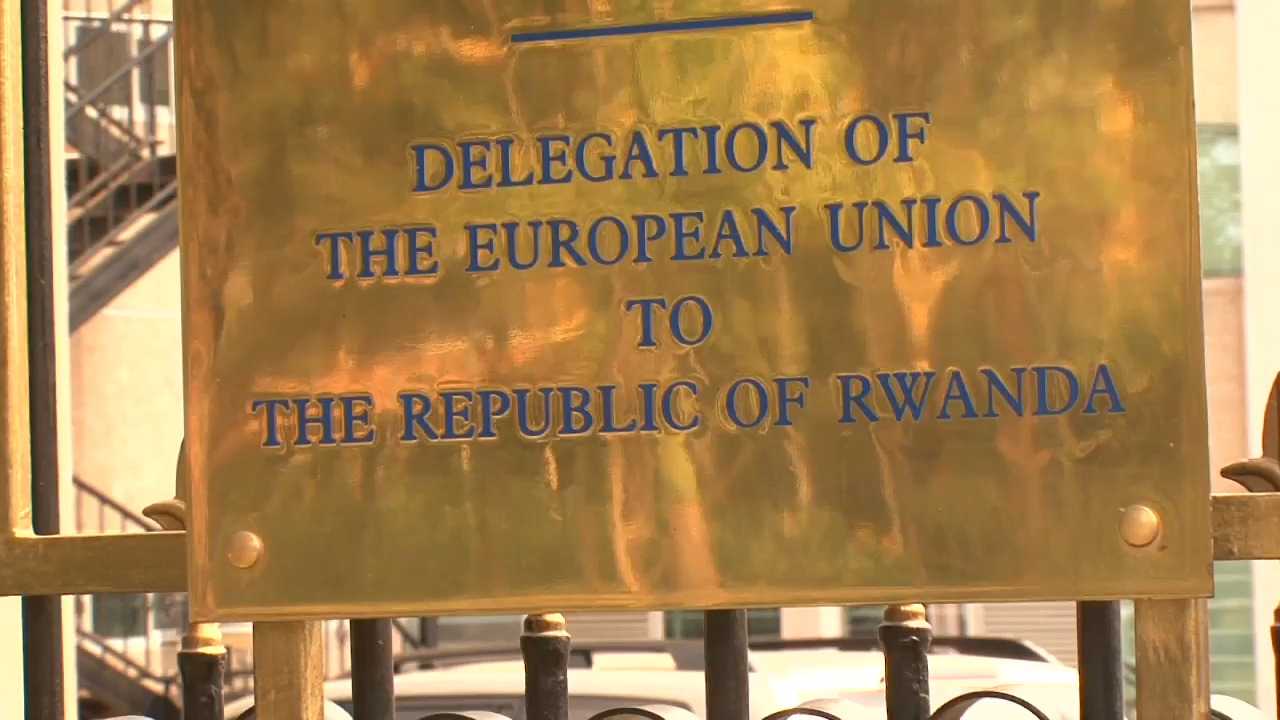 DELEGATION OF
THE EUROPEAN UNION
TO
THE REPUBLIC OF RWANDA